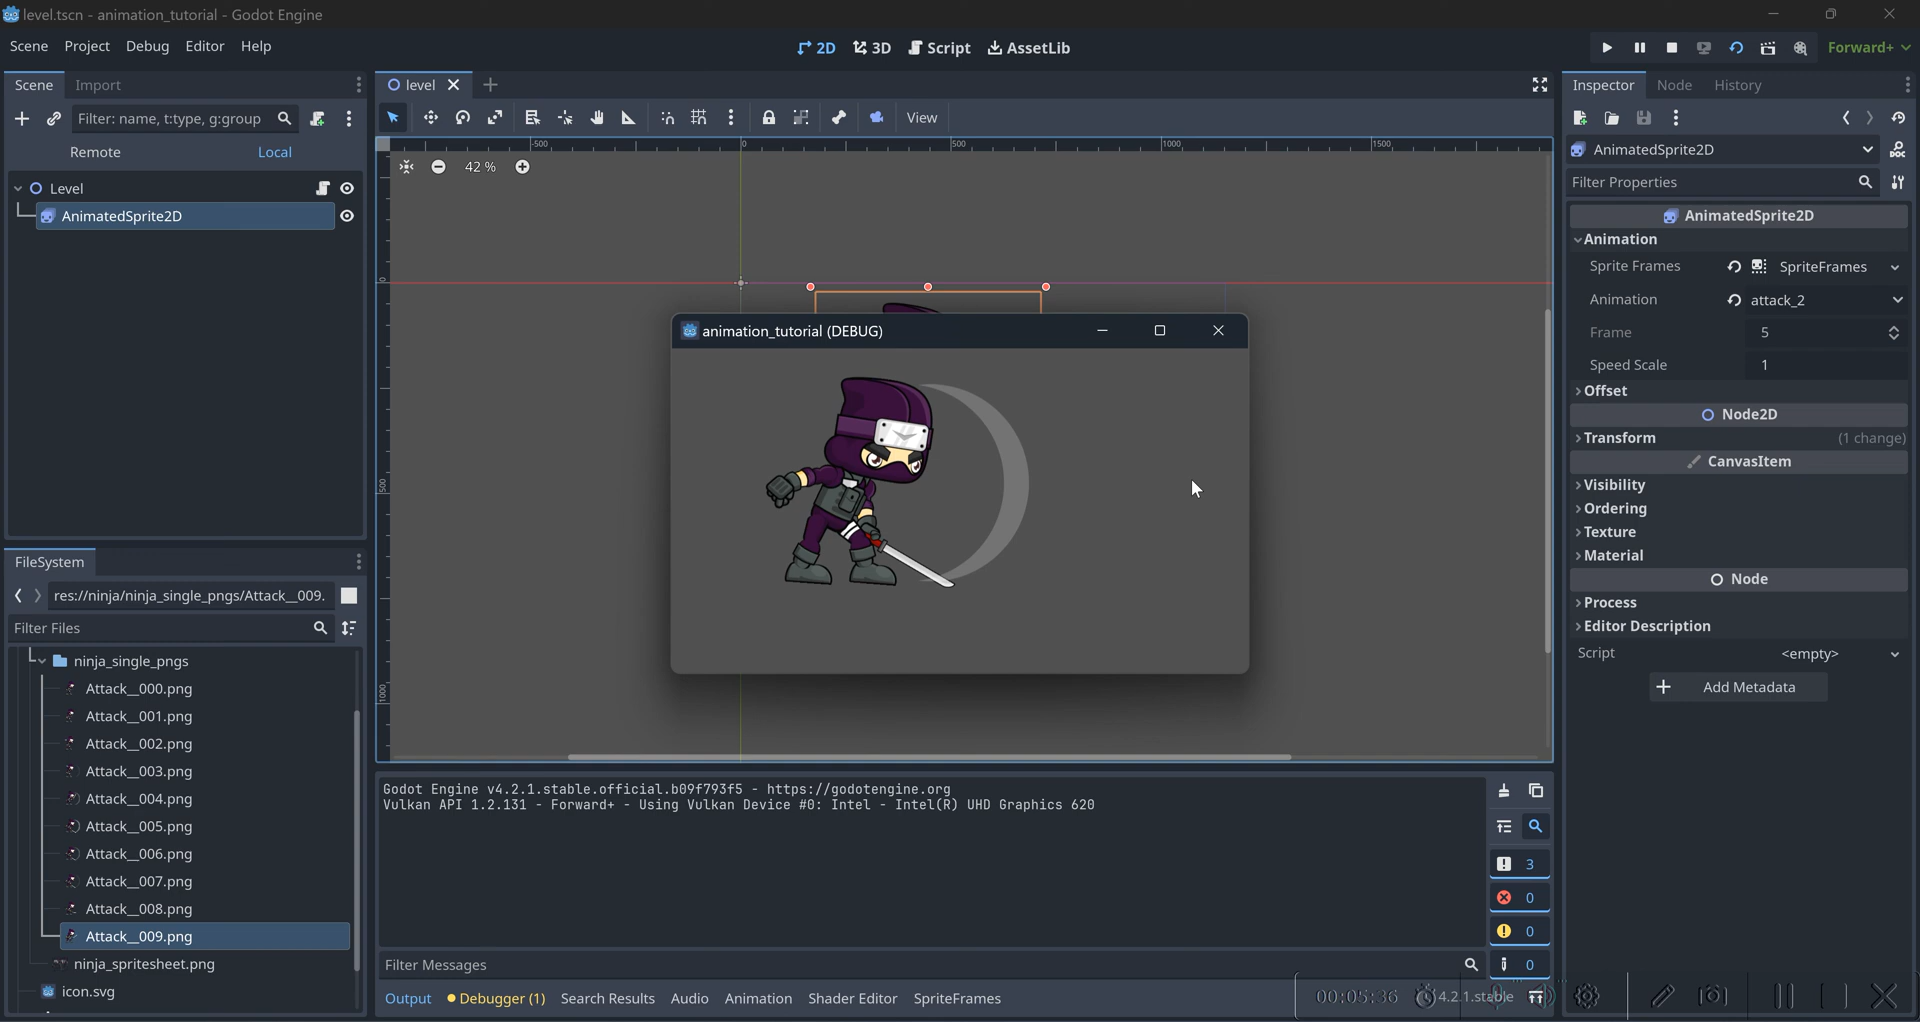 level.tscn - animation_tutorial - Godot Engine
Scene Project Debug Editor Help
2D 3D Script AssetLib
Forward+
Scene Import
level
Inspector Node History
Filter: name, t:type, g:group
View
Remote Local
AnimatedSprite2D
-500 0 500 1000 1500
42 %
Filter Properties
Level
AnimatedSprite2D
AnimatedSprite2D
Animation
Sprite Frames SpriteFrames
Animation attack_2
Frame 5
Speed Scale 1
Offset
Node2D
Transform (1 change)
CanvasItem
Visibility
Ordering
Texture
Material
Node
Process
Editor Description
Script <empty>
Add Metadata
0
500
1000
animation_tutorial (DEBUG)
FileSystem
res://ninja/ninja_single_pngs/Attack__009.
Filter Files
ninja_single_pngs
Attack__000.png
Attack__001.png
Attack__002.png
Attack__003.png
Attack__004.png
Attack__005.png
Attack__006.png
Attack__007.png
Attack__008.png
Attack__009.png
ninja_spritesheet.png
icon.svg
Godot Engine v4.2.1.stable.official.b09f793f5 - https://godotengine.org
Vulkan API 1.2.131 - Forward+ - Using Vulkan Device #0: Intel - Intel(R) UHD Graphics 620
3
0
0
0
Filter Messages
Output Debugger (1) Search Results Audio Animation Shader Editor SpriteFrames
00:05:36
4.2.1.stable